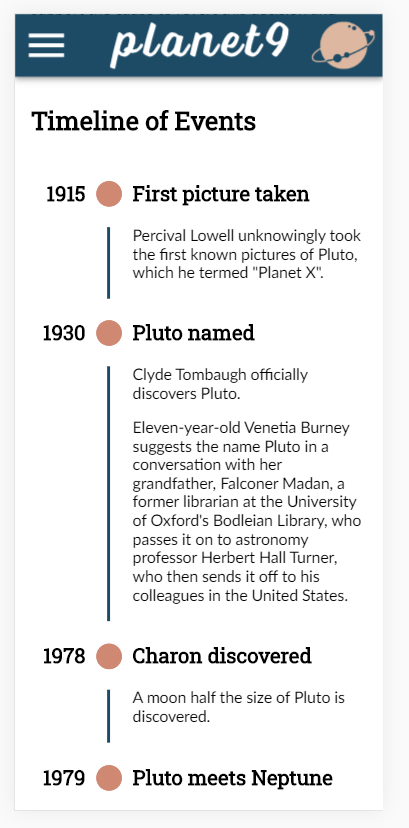 planet9
Timeline of Events
1915 First picture taken
Percival Lowell unknowingly took
the first known pictures of Pluto,
which he termed "Planet X".
1930 Pluto named
Clyde Tombaugh officially
discovers Pluto.
Eleven-year-old Venetia Burney
suggests the name Pluto in a
conversation with her
grandfather, Falconer Madan, a
former librarian at the University
of Oxford's Bodleian Library, who
passes it on to astronomy
professor Herbert Hall Turner,
who then sends it off to his
colleagues in the United States.
1978 Charon discovered
A moon half the size of Pluto is
discovered.
1979 Pluto meets Neptune